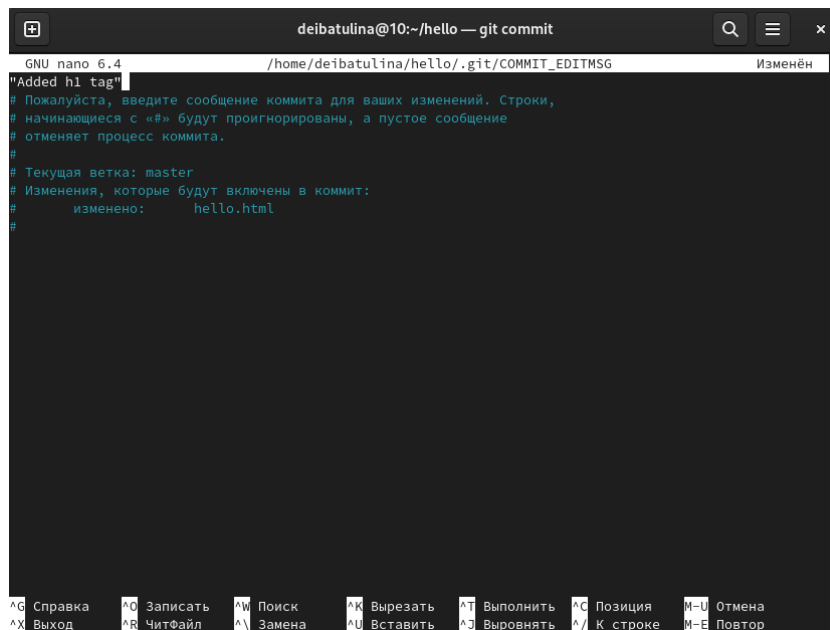 deibatulina@10:~/hello — git commit
GNU nano 6.4 /home/deibatulina/hello/.git/COMMIT_EDITMSG Изменён
"Added h1 tag"
# Пожалуйста, введите сообщение коммита для ваших изменений. Строки,
# начинающиеся с «#» будут проигнорированы, а пустое сообщение
# отменяет процесс коммита.
#
# Текущая ветка: master
# Изменения, которые будут включены в коммит:
# изменено: hello.html
#
^G Справка ^O Записать ^W Поиск ^K Вырезать ^T Выполнить ^C Позиция M-U Отмена
^X Выход ^R ЧитФайл ^\ Замена ^U Вставить ^J Выровнять ^/ К строке M-E Повтор